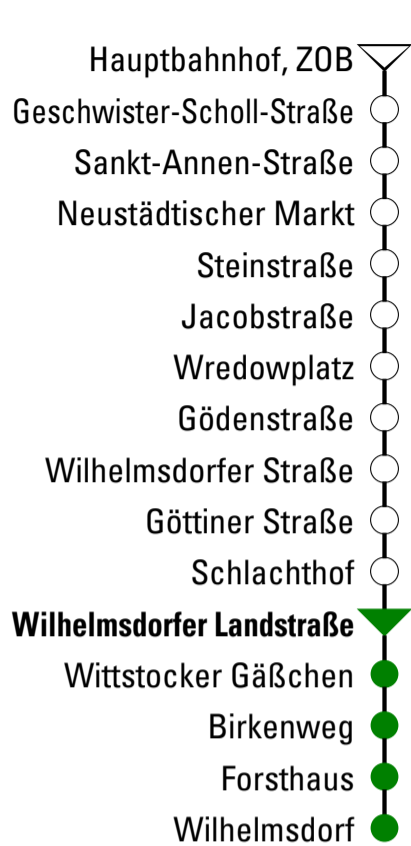 Hauptbahnhof, ZOB
Geschwister-Scholl-Straße
Sankt-Annen-Straße
Neustädtischer Markt
Steinstraße
Jacobstraße
Wredowplatz
Gödenstraße
Wilhelmsdorfer Straße
Göttiner Straße
Schlachthof
Wilhelmsdorfer Landstraße
Wittstocker Gäßchen
Birkenweg
Forsthaus
Wilhelmsdorf